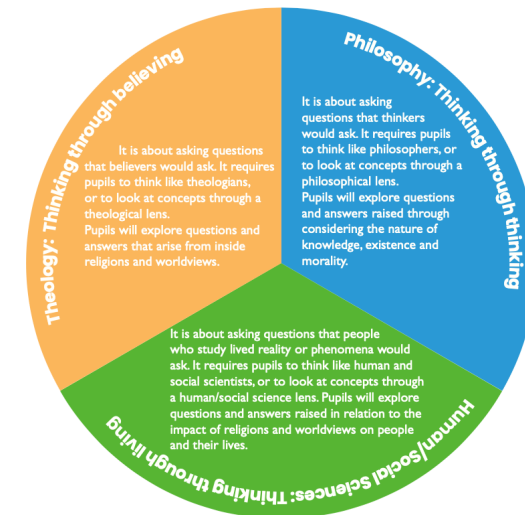 Theology: Thinking through believing
It is about asking questions
that believers would ask. It requires
pupils to think like theologians,
or to look at concepts through a
theological lens.
Pupils will explore questions and
answers that arise from inside
religions and worldviews.
Philosophy: Thinking through thinking
It is about asking
questions that thinkers
would ask. It requires pupils
to think like philosophers, or
to look at concepts through a
philosophical lens.
Pupils will explore questions
and answers raised through
considering the nature of
knowledge, existence and
morality.
It is about asking questions that people
who study lived reality or phenomena would
ask. It requires pupils to think like human and
social scientists, or to look at concepts through
a human/social science lens. Pupils will explore
questions and answers raised in relation to the
impact of religions and worldviews on people
and their lives.
Human/social Sciences: Thinking through living